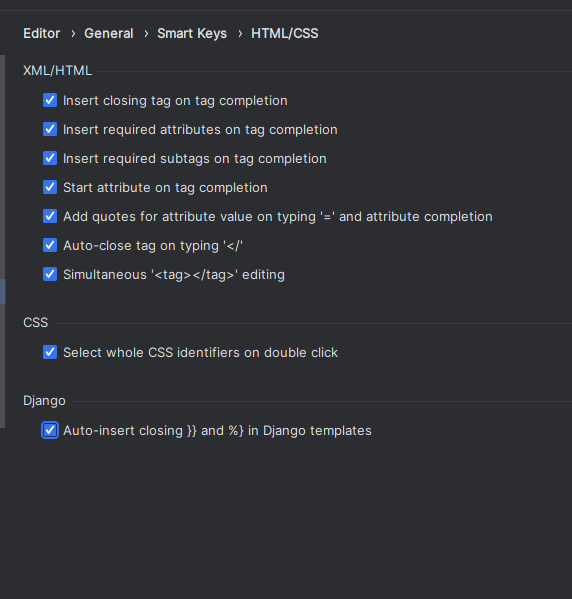 Editor › General › Smart Keys › HTML/CSS
XML/HTML
Insert closing tag on tag completion
Insert required attributes on tag completion
Insert required subtags on tag completion
Start attribute on tag completion
Add quotes for attribute value on typing '=' and attribute completion
Auto-close tag on typing '</'
Simultaneous '<tag></tag>' editing
CSS
Select whole CSS identifiers on double click
Django
Auto-insert closing }} and %} in Django templates